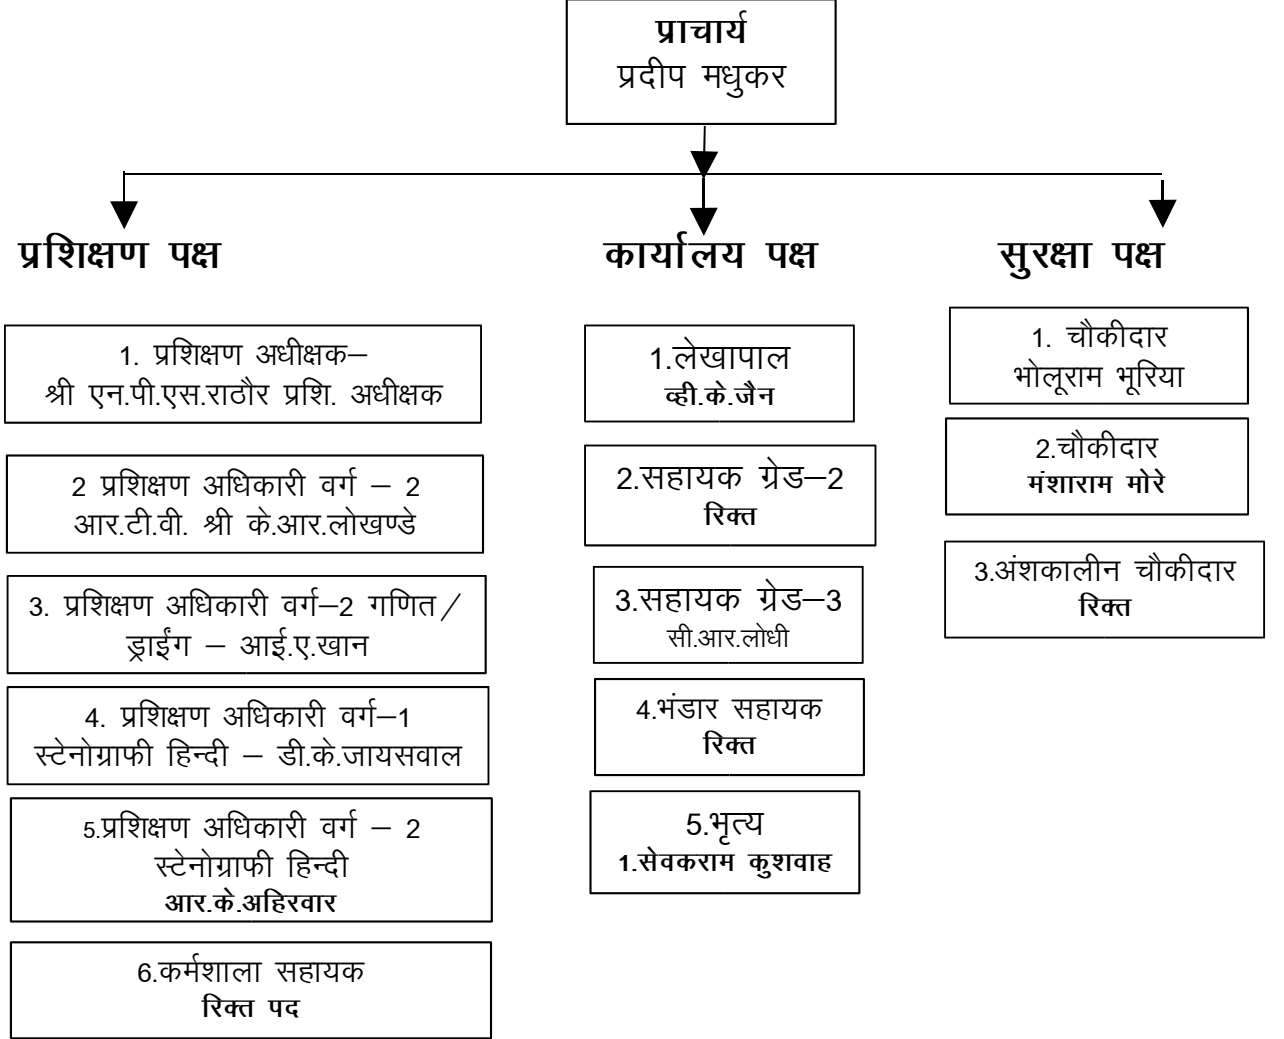 प्राचार्य
प्रदीप मधुकर
प्रशिक्षण पक्ष
1. प्रशिक्षण अधीक्षक–
श्री एन.पी.एस.राठौर प्रशि. अधीक्षक
2 प्रशिक्षण अधिकारी वर्ग – 2
आर.टी.वी. श्री के.आर.लोखण्डे
3. प्रशिक्षण अधिकारी वर्ग–2 गणित/
ड्राईंग – आई.ए.खान
4. प्रशिक्षण अधिकारी वर्ग–1
स्टेनोग्राफी हिन्दी – डी.के.जायसवाल
5.प्रशिक्षण अधिकारी वर्ग – 2
स्टेनोग्राफी हिन्दी
आर.के.अहिरवार
6.कर्मशाला सहायक
रिक्त पद
कार्यालय पक्ष
1.लेखापाल
व्ही.के.जैन
2.सहायक ग्रेड–2
रिक्त
3.सहायक ग्रेड–3
सी.आर.लोधी
4.भंडार सहायक
रिक्त
5.भृत्य
1.सेवकराम कुशवाह
सुरक्षा पक्ष
1. चौकीदार
भोलूराम भूरिया
2.चौकीदार
मंशाराम मोरे
3.अंशकालीन चौकीदार
रिक्त